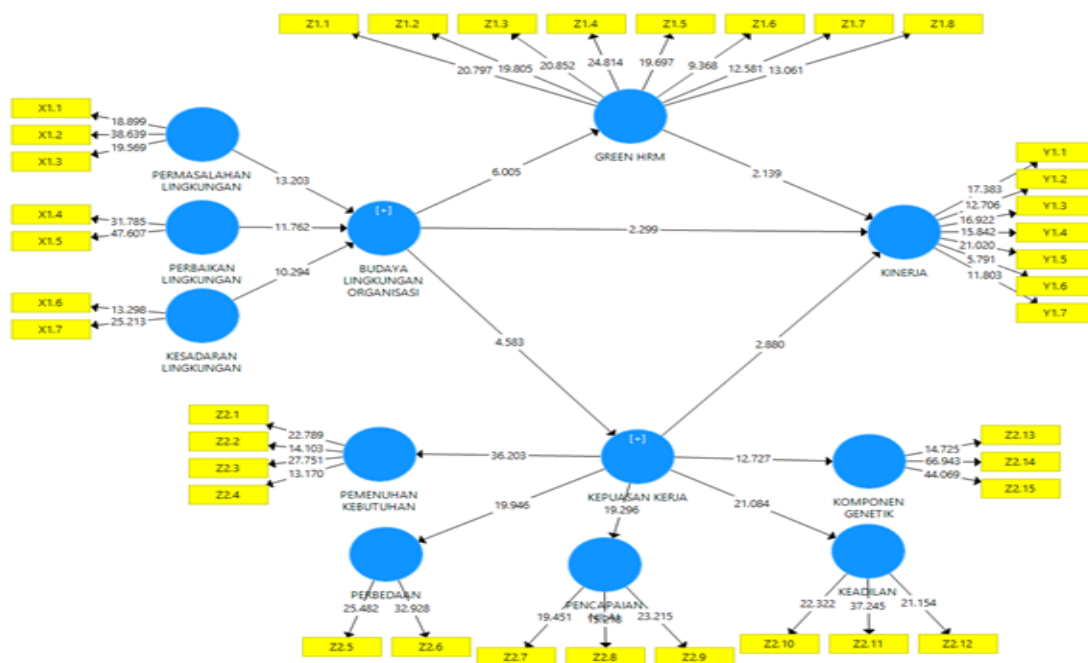 Z1.1
Z1.2
Z1.3
Z1.4
Z1.5
Z1.6
Z1.7
Z1.8
20.797
19.805
20.852
24.814
19.697
9.368
12.581
13.061
GREEN HRM
X1.1
X1.2
X1.3
18.899
38.639
19.569
PERMASALAHAN
LINGKUNGAN
13.203
6.005
2.139
X1.4
X1.5
31.785
47.607
PERBAIKAN
LINGKUNGAN
11.762
[+]
BUDAYA
LINGKUNGAN
ORGANISASI
2.299
KINERJA
Y1.1
Y1.2
Y1.3
Y1.4
Y1.5
Y1.6
Y1.7
17.383
12.706
16.922
15.842
21.020
5.791
11.803
X1.6
X1.7
13.298
25.213
KESADARAN
LINGKUNGAN
10.294
4.583
2.880
Z2.1
Z2.2
Z2.3
Z2.4
22.789
14.103
27.751
13.170
PEMENUHAN
KEBUTUHAN
36.203
[+]
KEPUASAN KERJA
12.727
KOMPONEN
GENETIK
14.725
66.943
44.069
Z2.13
Z2.14
Z2.15
19.946
19.296
21.084
PERBEDAAN
25.482
32.928
Z2.5
Z2.6
PENCAPAIAN
19.451
23.215
Z2.7
Z2.8
Z2.9
KEADILAN
22.322
37.245
21.154
Z2.10
Z2.11
Z2.12